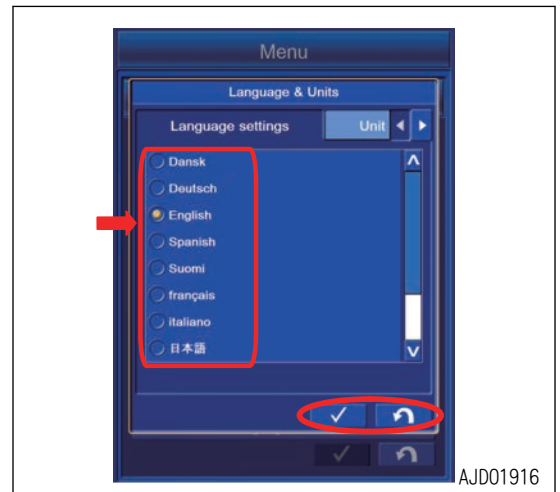 Menu
Language & Units
Language settings Unit
Dansk
Deutsch
English
Spanish
Suomi
français
italiano
日本語
AJD01916